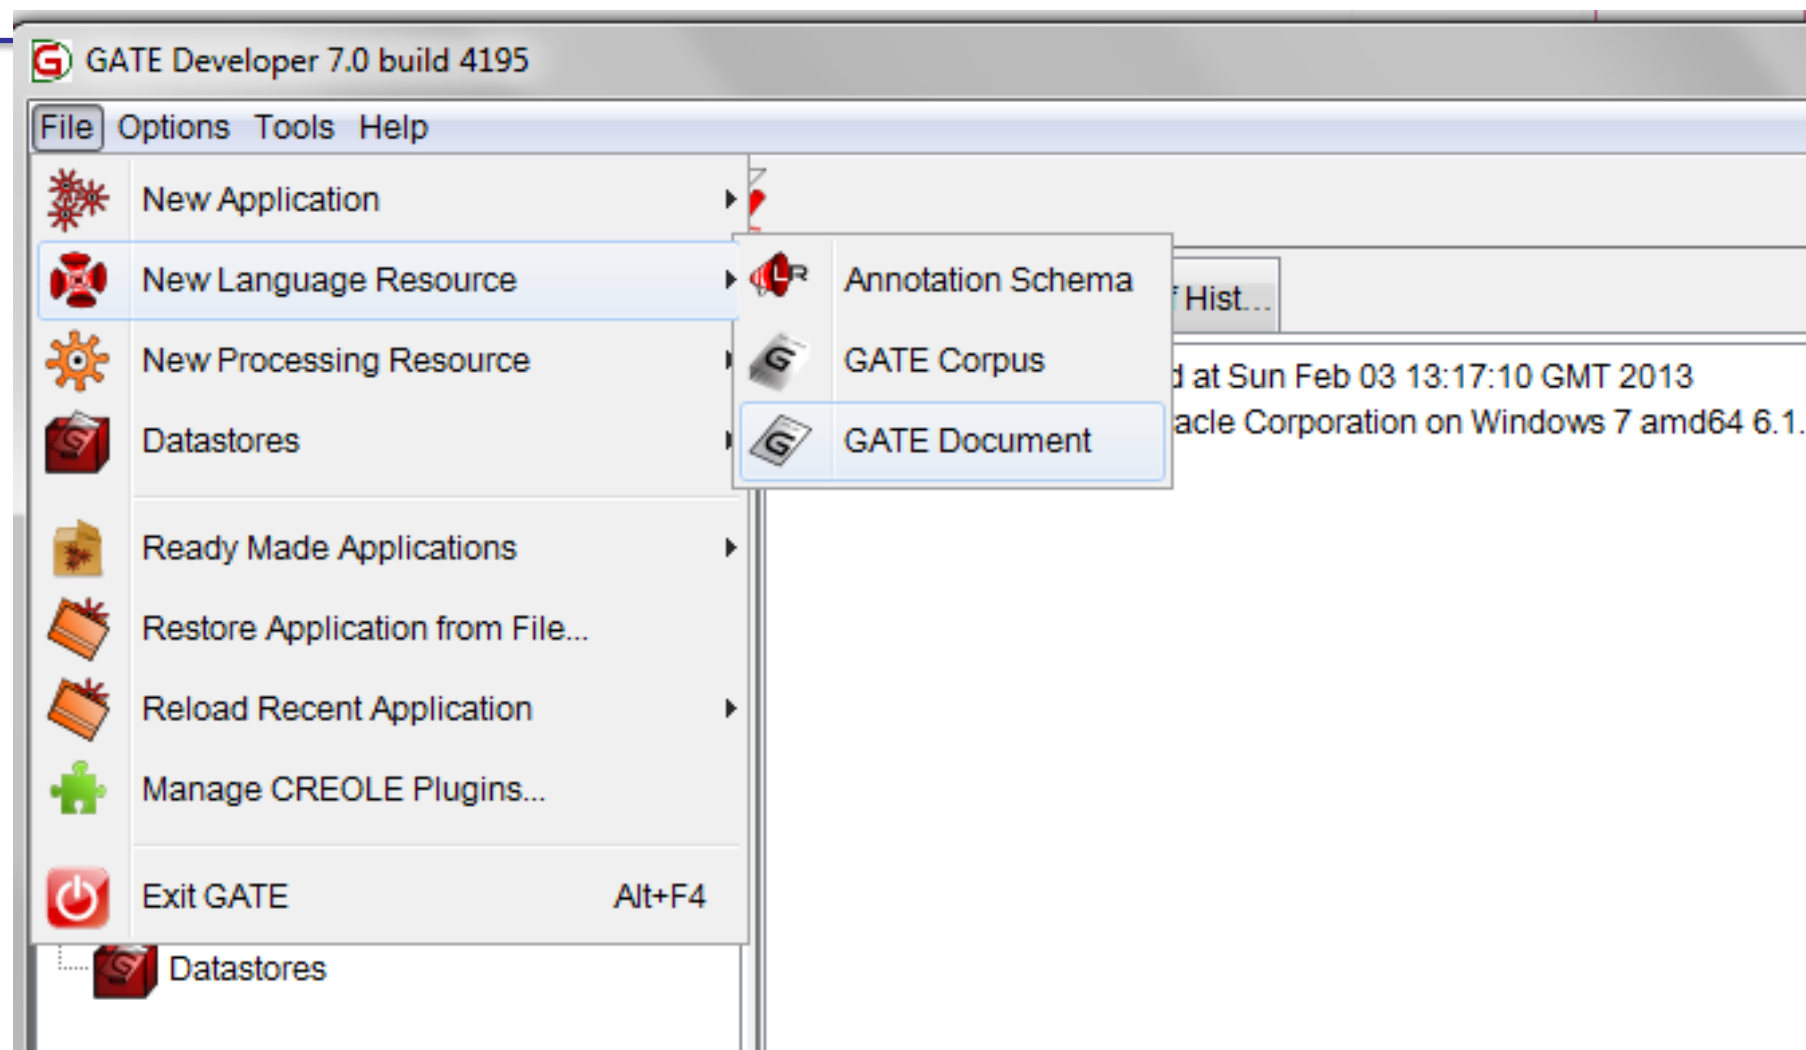 GATE Developer 7.0 build 4195
File Options Tools Help
New Application
New Language Resource
New Processing Resource
Datastores
Ready Made Applications
Restore Application from File...
Reload Recent Application
Manage CREOLE Plugins...
Exit GATE Alt+F4
Annotation Schema
GATE Corpus
GATE Document
Hist...
at Sun Feb 03 13:17:10 GMT 2013
acle Corporation on Windows 7 amd64 6.1.
Datastores